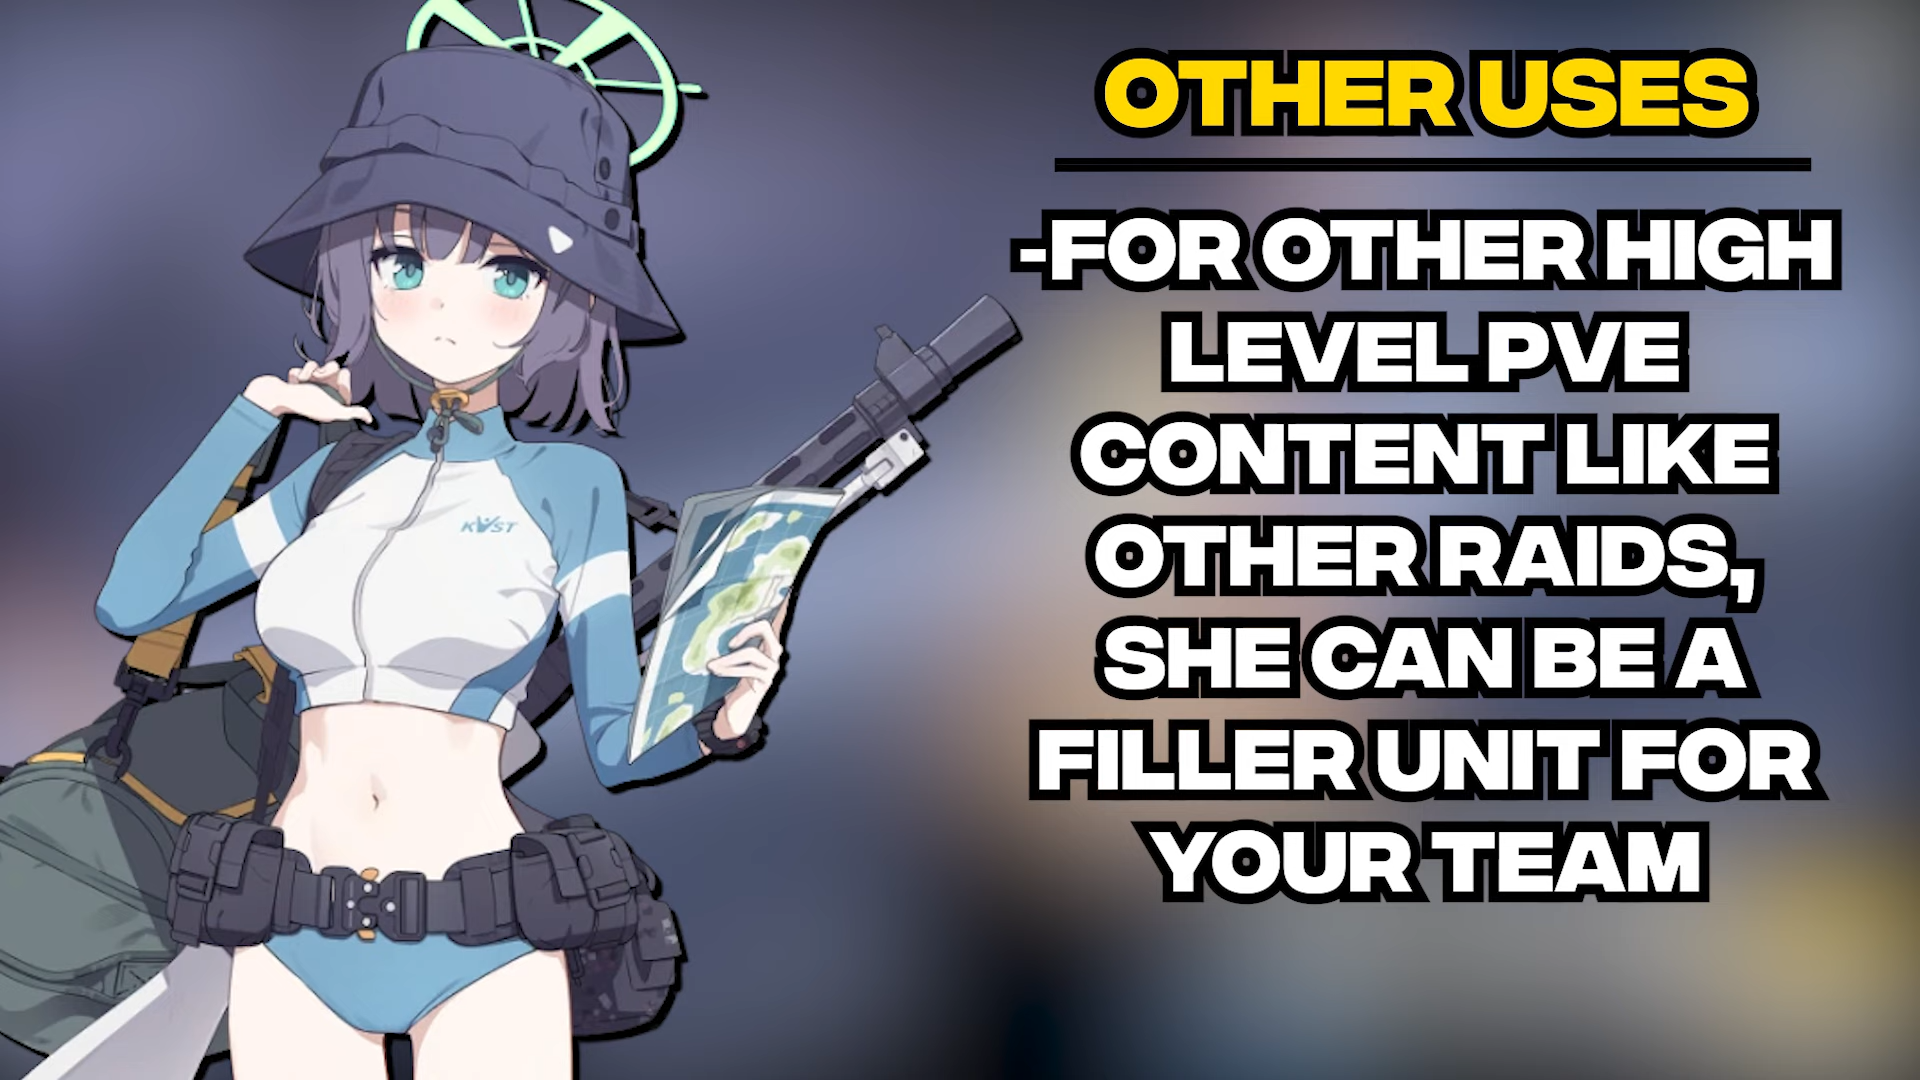 OTHER USES
-FOR OTHER HIGH
LEVEL PVE
CONTENT LIKE
OTHER RAIDS,
SHE CAN BE A
FILLER UNIT FOR
YOUR TEAM